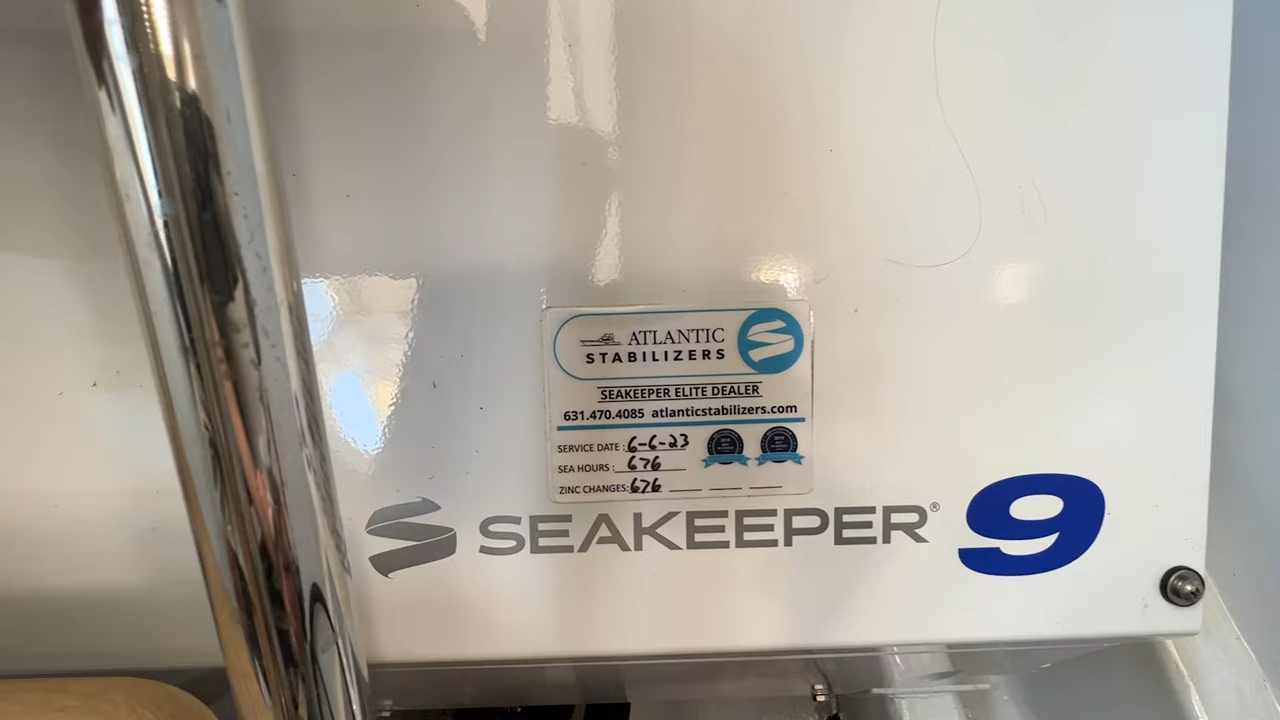 ATLANTIC
STABILIZERS
SEAKEEPER ELITE DEALER
631.470.4085 atlanticstabilizers.com
SERVICE DATE : 6-6-23
SEA HOURS : 676
ZINC CHANGES: 676
SEAKEEPER® 9